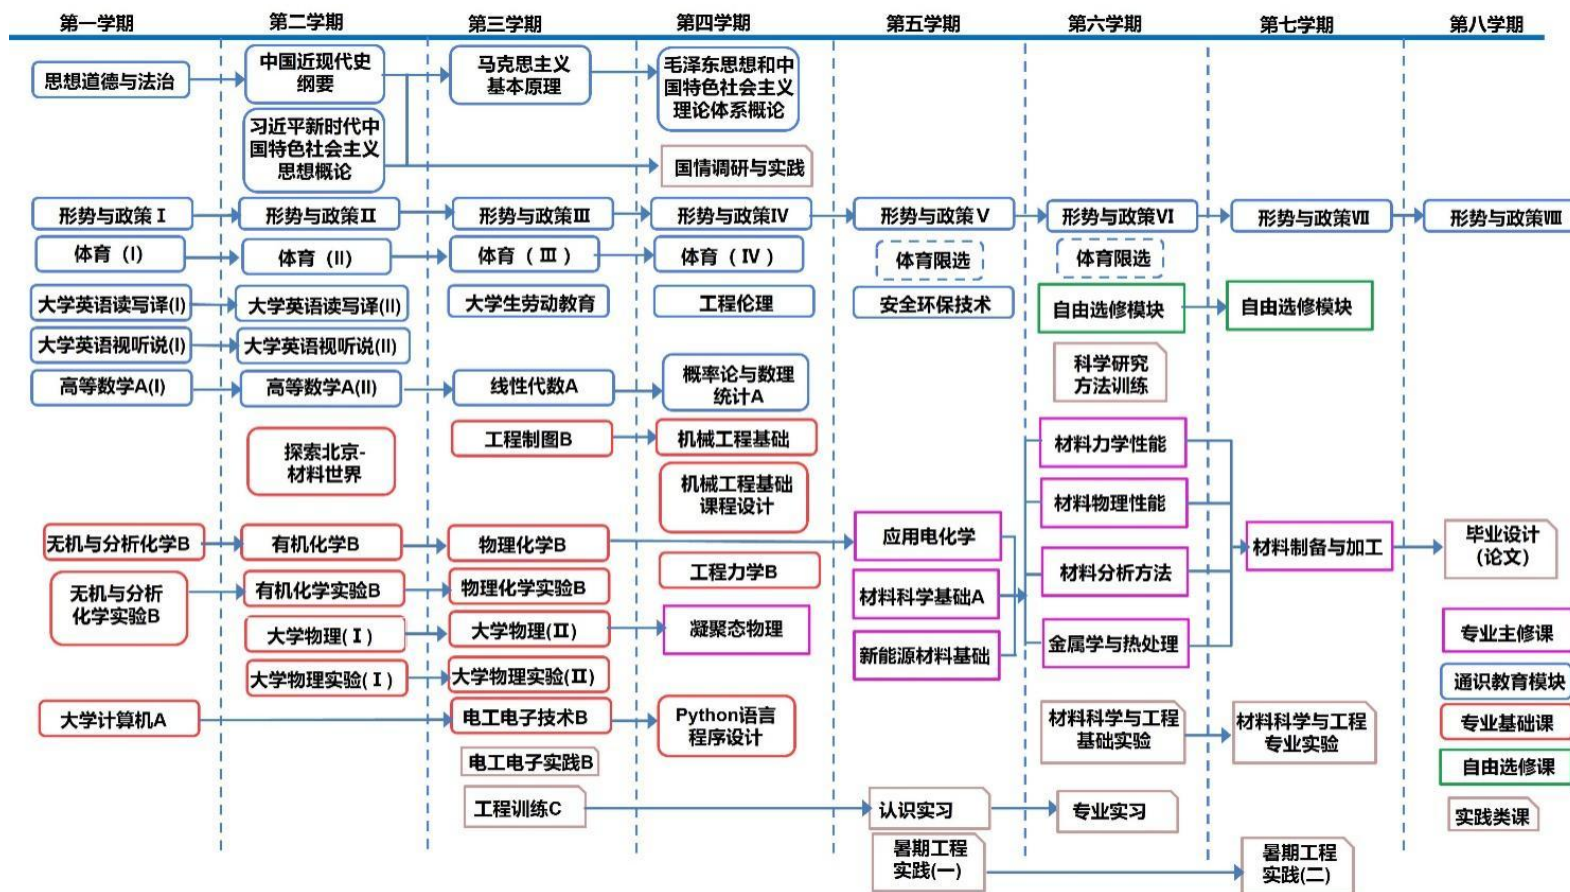 第一学期
第二学期
第三学期
第四学期
第五学期
第六学期
第七学期
第八学期
思想道德与法治
中国近现代史
纲要
马克思主义
基本原理
毛泽东思想和中
国特色社会主义
理论体系概论
习近平新时代中
国特色社会主义
思想概论
国情调研与实践
形势与政策Ⅰ
形势与政策Ⅱ
形势与政策Ⅲ
形势与政策Ⅳ
形势与政策Ⅴ
形势与政策Ⅵ
形势与政策Ⅶ
形势与政策Ⅷ
体育（I）
体育（II）
体育（Ⅲ）
体育（Ⅳ）
体育限选
体育限选
大学英语读写译(I)
大学英语读写译(II)
大学生劳动教育
工程伦理
安全环保技术
自由选修模块
自由选修模块
大学英语视听说(I)
大学英语视听说(II)
科学研究
方法训练
高等数学A(I)
高等数学A(II)
线性代数A
概率论与数理
统计A
探索北京-
材料世界
工程制图B
机械工程基础
材料力学性能
机械工程基础
课程设计
材料物理性能
无机与分析化学B
有机化学B
物理化学B
应用电化学
材料制备与加工
毕业设计
(论文)
工程力学B
材料分析方法
无机与分析
化学实验B
有机化学实验B
物理化学实验B
材料科学基础A
大学物理(Ⅰ)
大学物理(Ⅱ)
凝聚态物理
新能源材料基础
金属学与热处理
专业主修课
大学物理实验(Ⅰ)
大学物理实验(Ⅱ)
通识教育模块
大学计算机A
电工电子技术B
Python语言
程序设计
材料科学与工程
基础实验
材料科学与工程
专业实验
专业基础课
电工电子实践B
自由选修课
工程训练C
认识实习
专业实习
实践类课
暑期工程
实践(一)
暑期工程
实践(二)